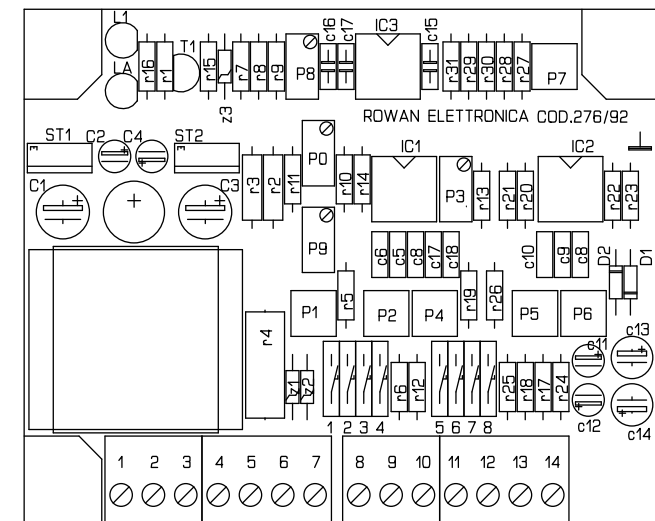 L1 r16 r1 T1 r15 z3 r7 r8 r9 P8 c16 c17 IC3 c15 r31 r29 r30 r28 r27 P7
LA
ROWAN ELETTRONICA COD.276/92
ST1 C2 C4 ST2 P0 IC1 IC2
r3 r2 r11 r10 r14 P3 r13 r21 r20 r22 r23
C1 C3
P9 c6 c5 c8 c17 c18 c10 c9 c8 D2 D1
r5 r19 r26
P1 P2 P4 P5 P6
r4 c11 c13
z1 z2 r6 r12 r25 r18 r17 r24
c12 c14
1 2 3 4 5 6 7 8
1 2 3 4 5 6 7 8 9 10 11 12 13 14